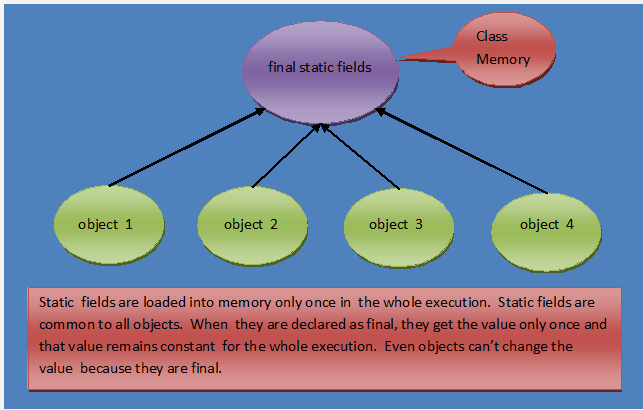 Class
Memory
final static fields
object 1
object 2
object 3
object 4
Static fields are loaded into memory only once in the whole execution. Static fields are
common to all objects. When they are declared as final, they get the value only once and
that value remains constant for the whole execution. Even objects can’t change the
value because they are final.